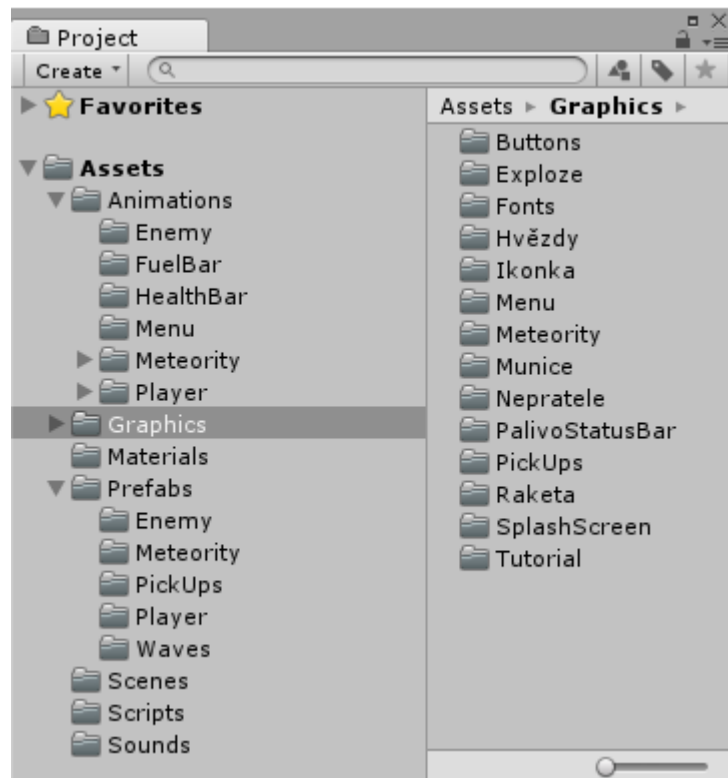 Project
Create
Favorites
Assets
Animations
Enemy
FuelBar
HealthBar
Menu
Meteority
Player
Graphics
Materials
Prefabs
Enemy
Meteority
PickUps
Player
Waves
Scenes
Scripts
Sounds
Assets ▸ Graphics ▸
Buttons
Exploze
Fonts
Hvězdy
Ikonka
Menu
Meteority
Munice
Nepratele
PalivoStatusBar
PickUps
Raketa
SplashScreen
Tutorial